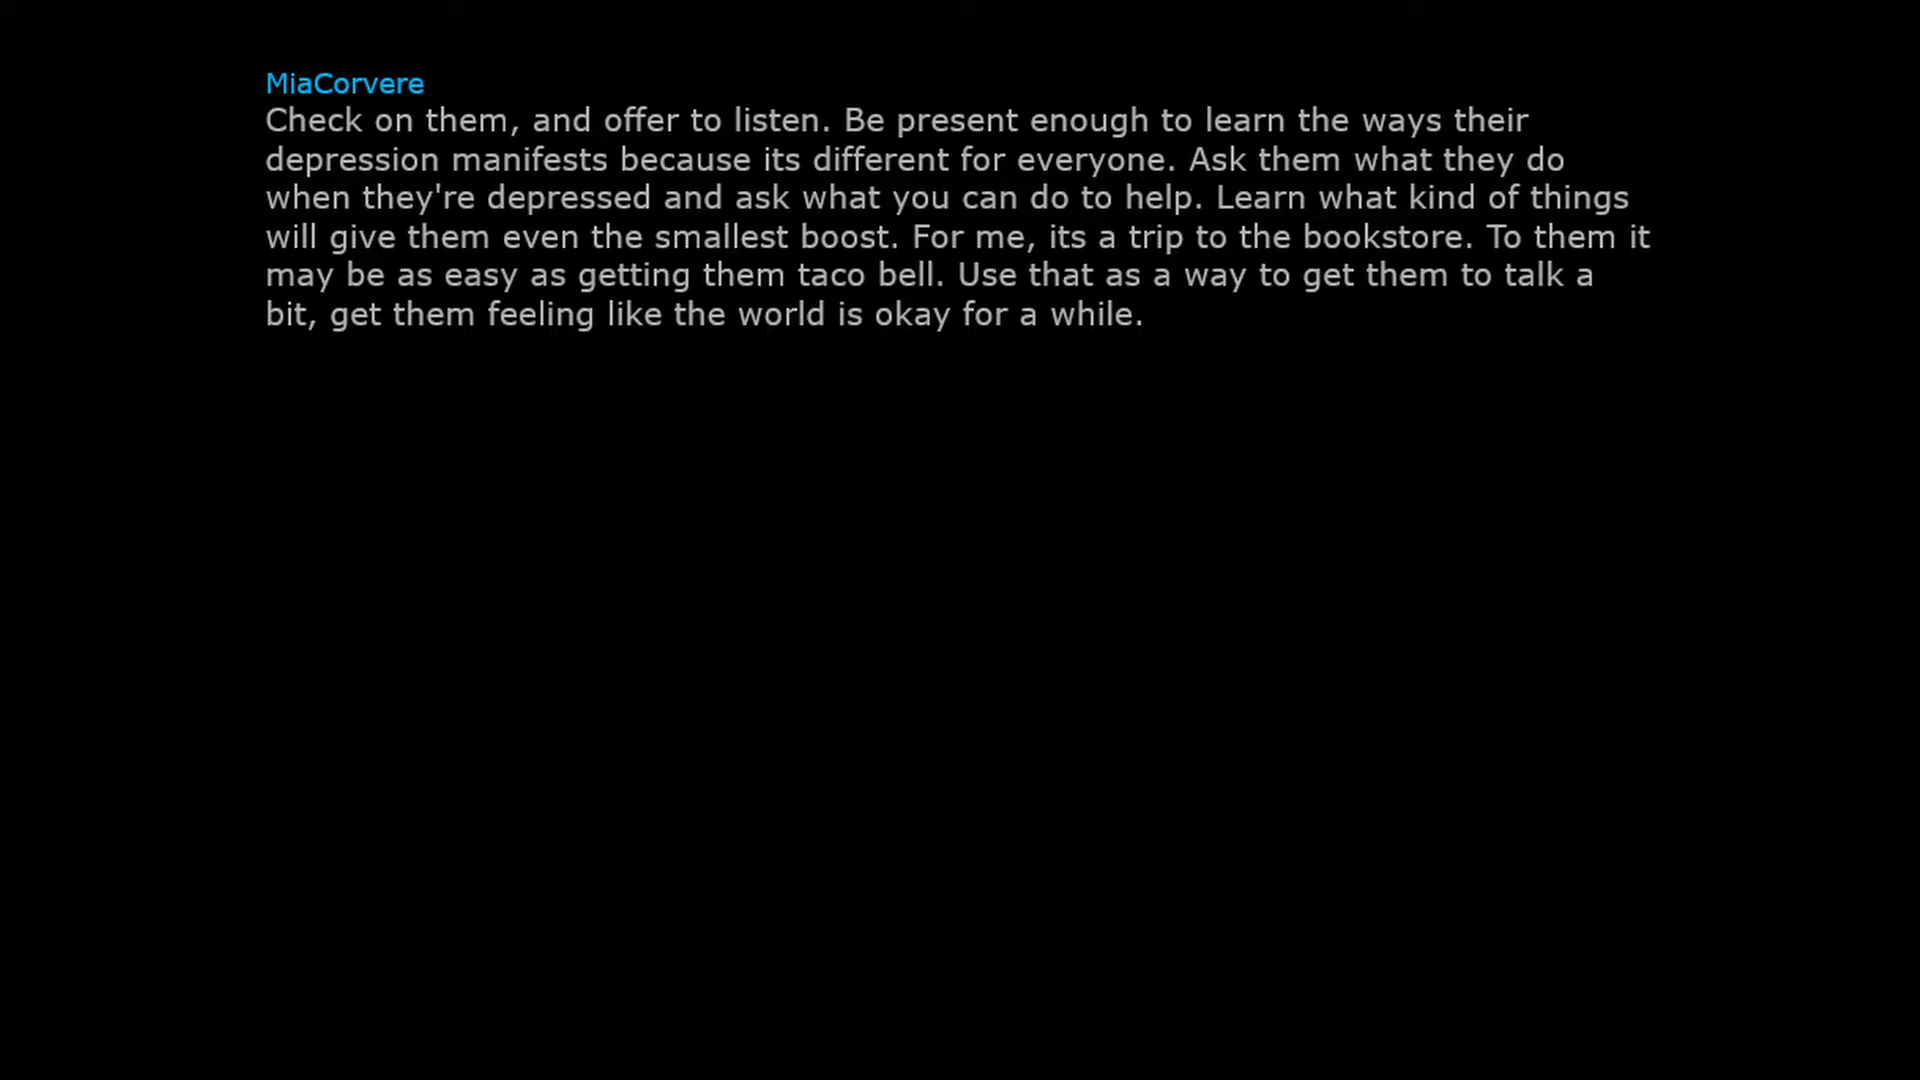 MiaCorvere
Check on them, and offer to listen. Be present enough to learn the ways their
depression manifests because its different for everyone. Ask them what they do
when they're depressed and ask what you can do to help. Learn what kind of things
will give them even the smallest boost. For me, its a trip to the bookstore. To them it
may be as easy as getting them taco bell. Use that as a way to get them to talk a
bit, get them feeling like the world is okay for a while.